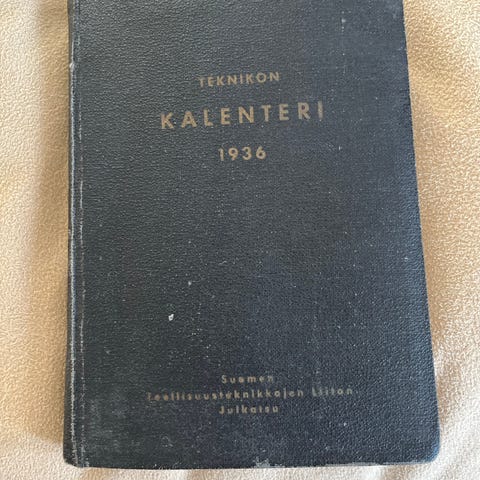 TEKNIKON
KALENTERI
1936
Suomen
Teollisuusteknikkojen Liiton
Julkaisu